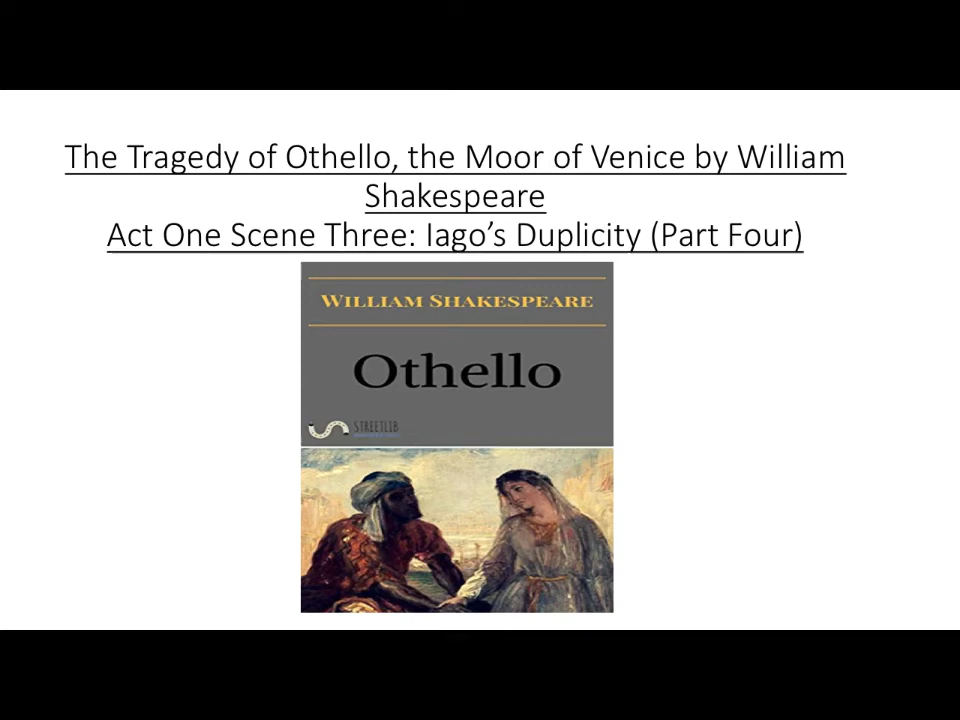 The Tragedy of Othello, the Moor of Venice by William
Shakespeare
Act One Scene Three: Iago’s Duplicity (Part Four)
WILLIAM SHAKESPEARE
Othello
STREETLIB